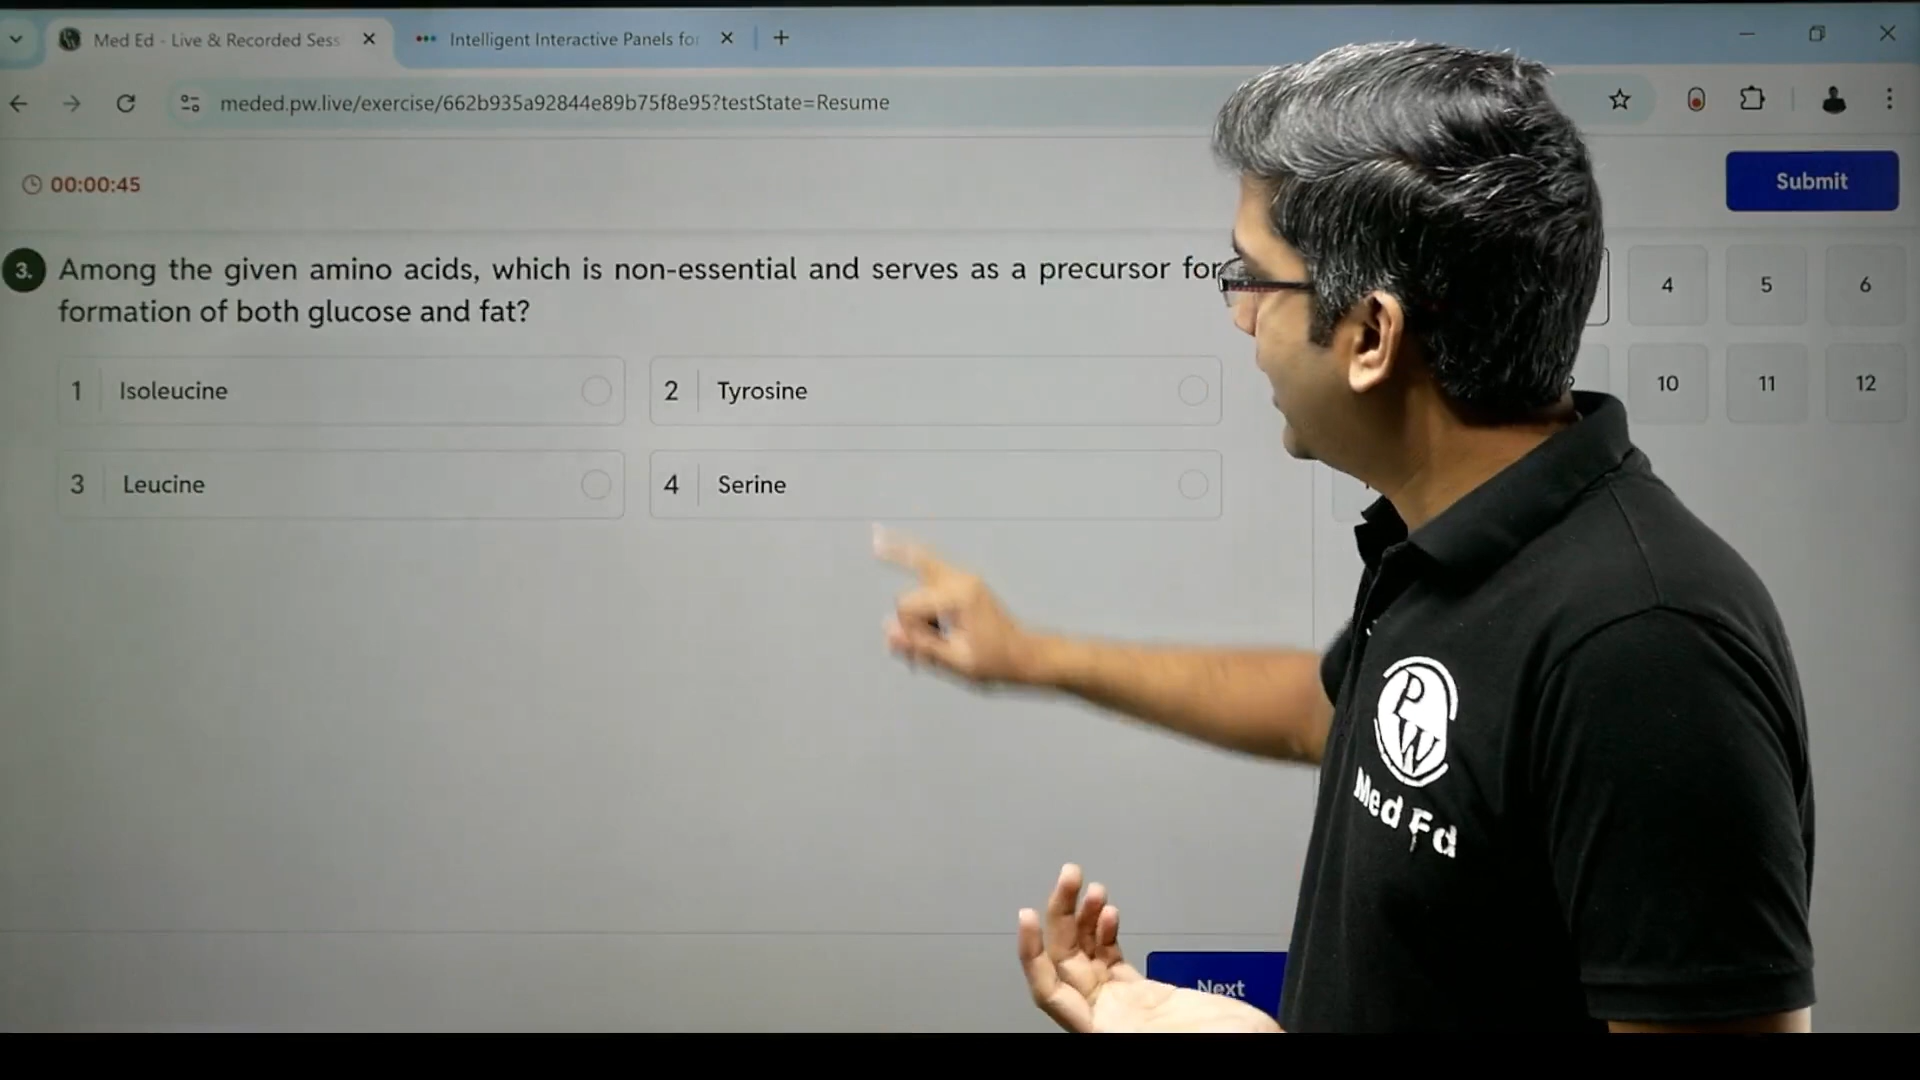 Med Ed - Live & Recorded Sess
Intelligent Interactive Panels for
meded.pw.live/exercise/662b935a92844e89b75f8e95?testState=Resume
00:00:45
Submit
3. Among the given amino acids, which is non-essential and serves as a precursor for
formation of both glucose and fat?
1 Isoleucine
2 Tyrosine
3 Leucine
4 Serine
4 5 6
10 11 12
Next
PW
Med Ed